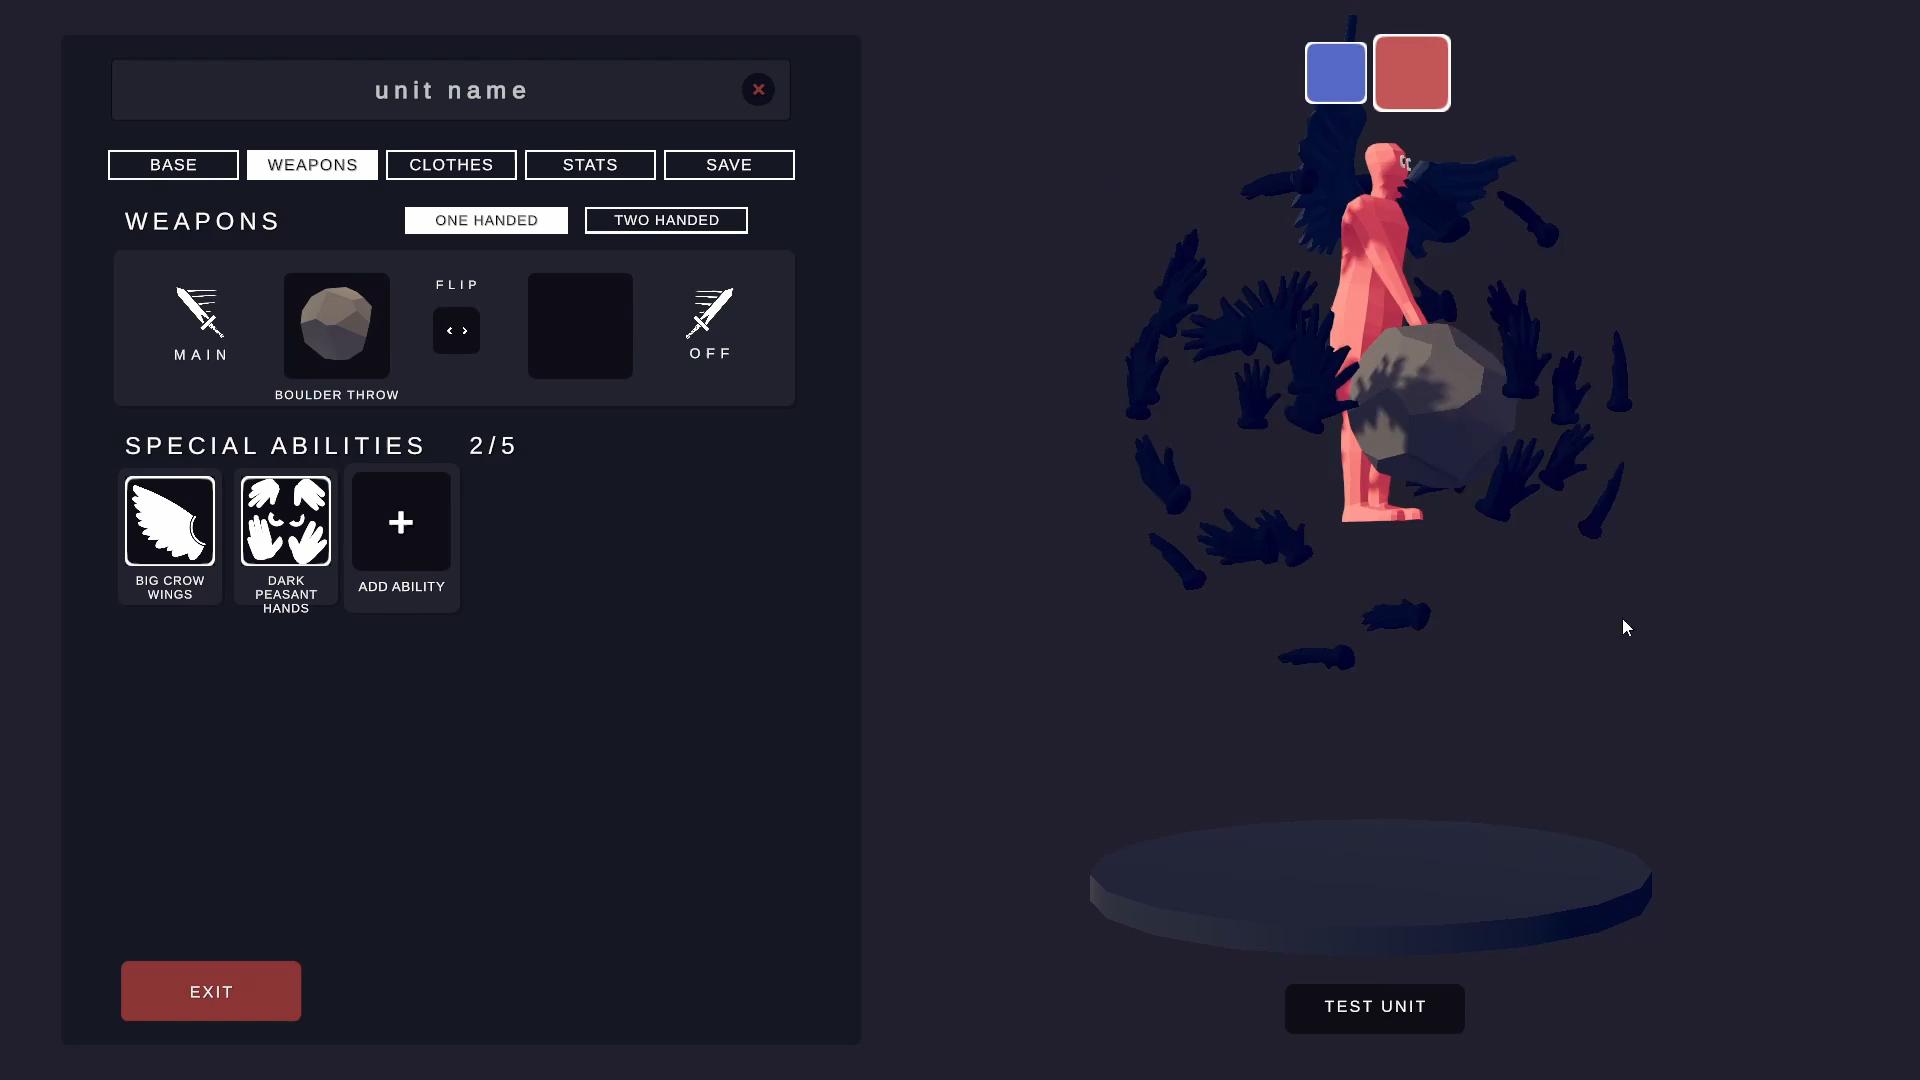 unit name
BASE WEAPONS CLOTHES STATS SAVE
WEAPONS ONE HANDED TWO HANDED
FLIP
MAIN OFF
BOULDER THROW
SPECIAL ABILITIES 2/5
BIG CROW
WINGS
DARK
PEASANT
HANDS
ADD ABILITY
EXIT
TEST UNIT